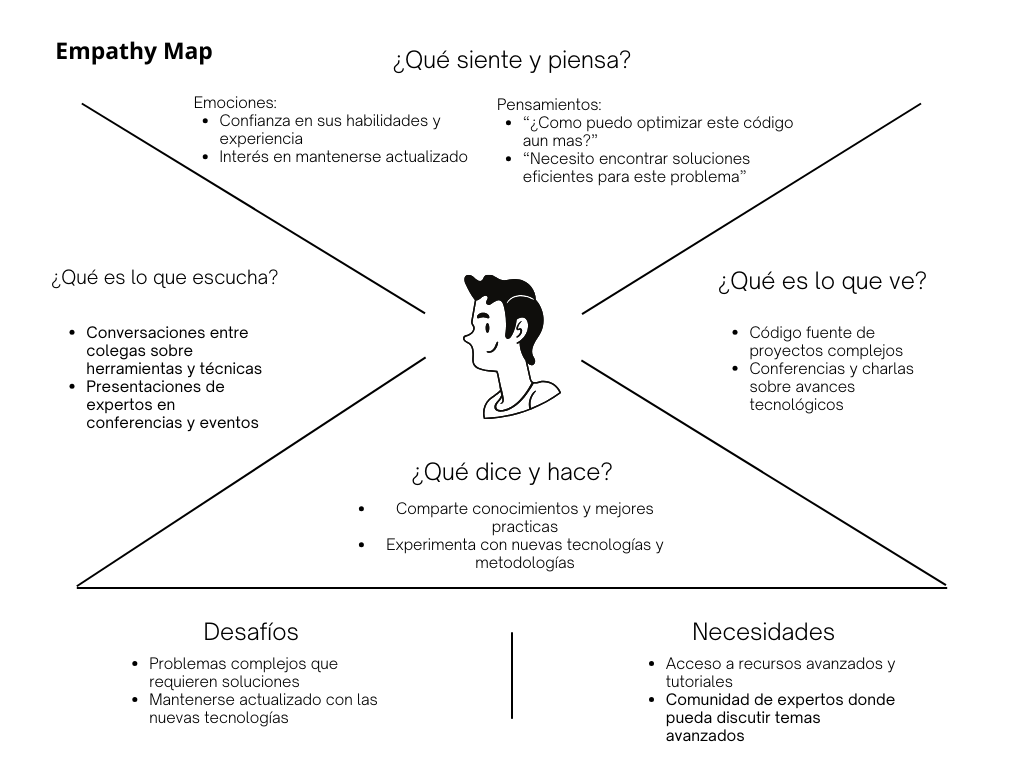 Empathy Map
¿Qué siente y piensa?
Emociones:
• Confianza en sus habilidades y
experiencia
• Interés en mantenerse actualizado
Pensamientos:
• “¿Como puedo optimizar este código
aun mas?”
• “Necesito encontrar soluciones
eficientes para este problema”
¿Qué es lo que escucha?
• Conversaciones entre
colegas sobre
herramientas y técnicas
• Presentaciones de
expertos en
conferencias y eventos
¿Qué es lo que ve?
• Código fuente de
proyectos complejos
• Conferencias y charlas
sobre avances
tecnológicos
¿Qué dice y hace?
• Comparte conocimientos y mejores
practicas
• Experimenta con nuevas tecnologías y
metodologías
Desafíos
• Problemas complejos que
requieren soluciones
• Mantenerse actualizado con las
nuevas tecnologías
Necesidades
• Acceso a recursos avanzados y
tutoriales
• Comunidad de expertos donde
pueda discutir temas
avanzados